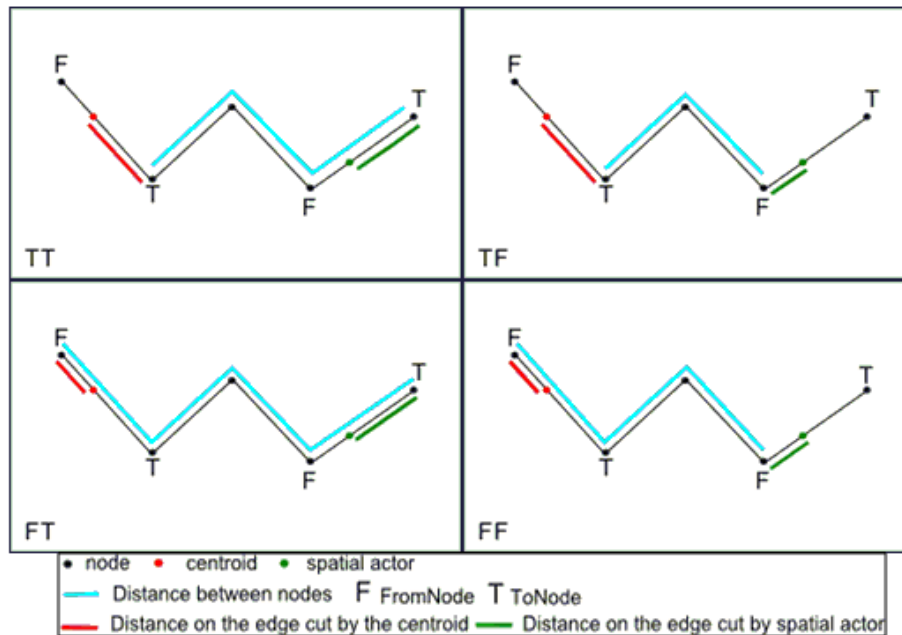 F
T
T
F
TT
F
T
T
F
TF
F
T
T
F
FT
F
T
T
F
FF
node centroid spatial actor
Distance between nodes F FromNode T ToNode
Distance on the edge cut by the centroid Distance on the edge cut by spatial actor